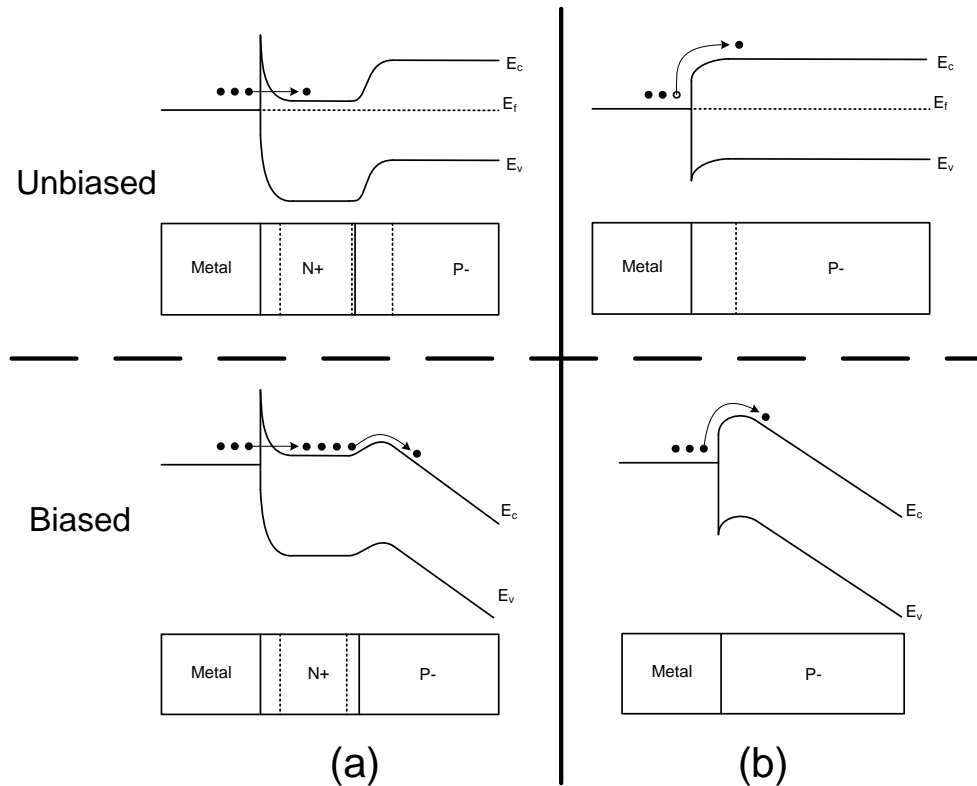 E_c
E_f
E_v
Unbiased
Metal
N+
P-
E_c
E_f
E_v
Metal
P-
Biased
E_c
E_v
Metal
N+
P-
(a)
E_c
E_v
Metal
P-
(b)